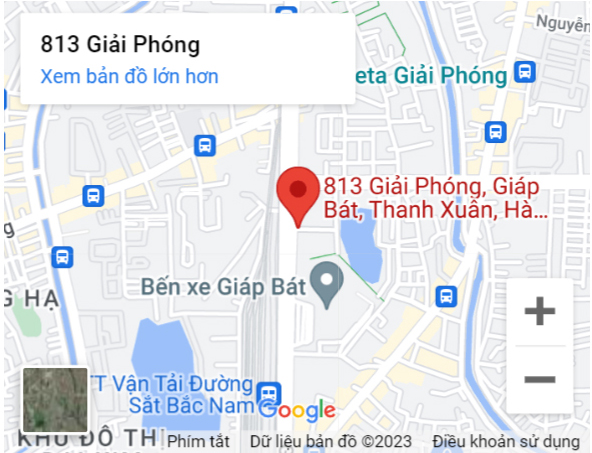 813 Giải Phóng
Xem bản đồ lớn hơn
Nguyễn
eta Giải Phóng
813 Giải Phóng, Giáp
Bát, Thanh Xuân, Hà...
Bến xe Giáp Bát
G HẠ
TT Vận Tải Đường
Sắt Bắc Nam
Google
KHU ĐÔ THỊ
Phím tắt
Dữ liệu bản đồ ©2023
Điều khoản sử dụng